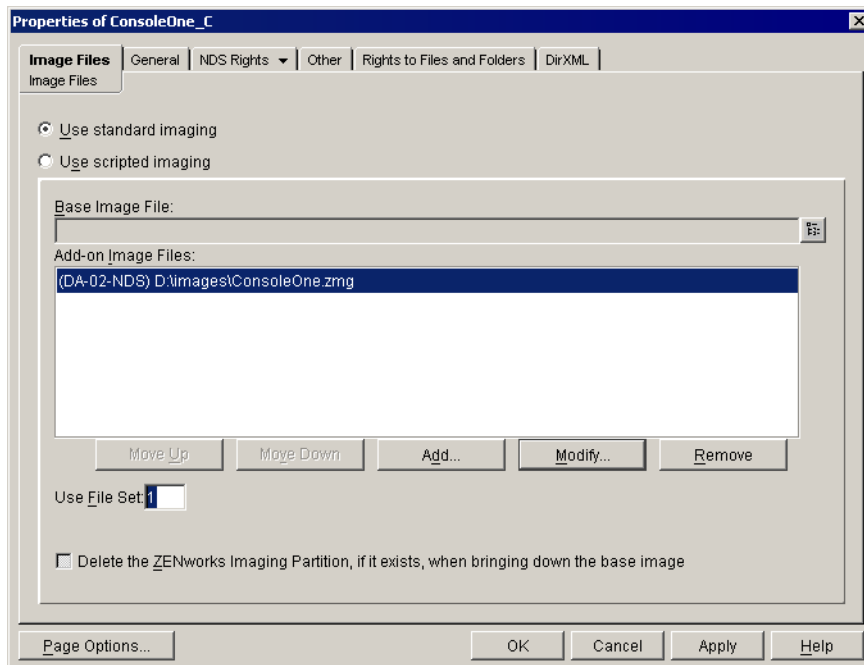 Properties of ConsoleOne_C
Image Files General NDS Rights Other Rights to Files and Folders DirXML
Image Files
Use standard imaging
Use scripted imaging
Base Image File:
Add-on Image Files:
(DA-02-NDS) D:\images\ConsoleOne.zmg
Move Up Move Down Add... Modify... Remove
Use File Set: 1
Delete the ZENworks Imaging Partition, if it exists, when bringing down the base image
Page Options... OK Cancel Apply Help